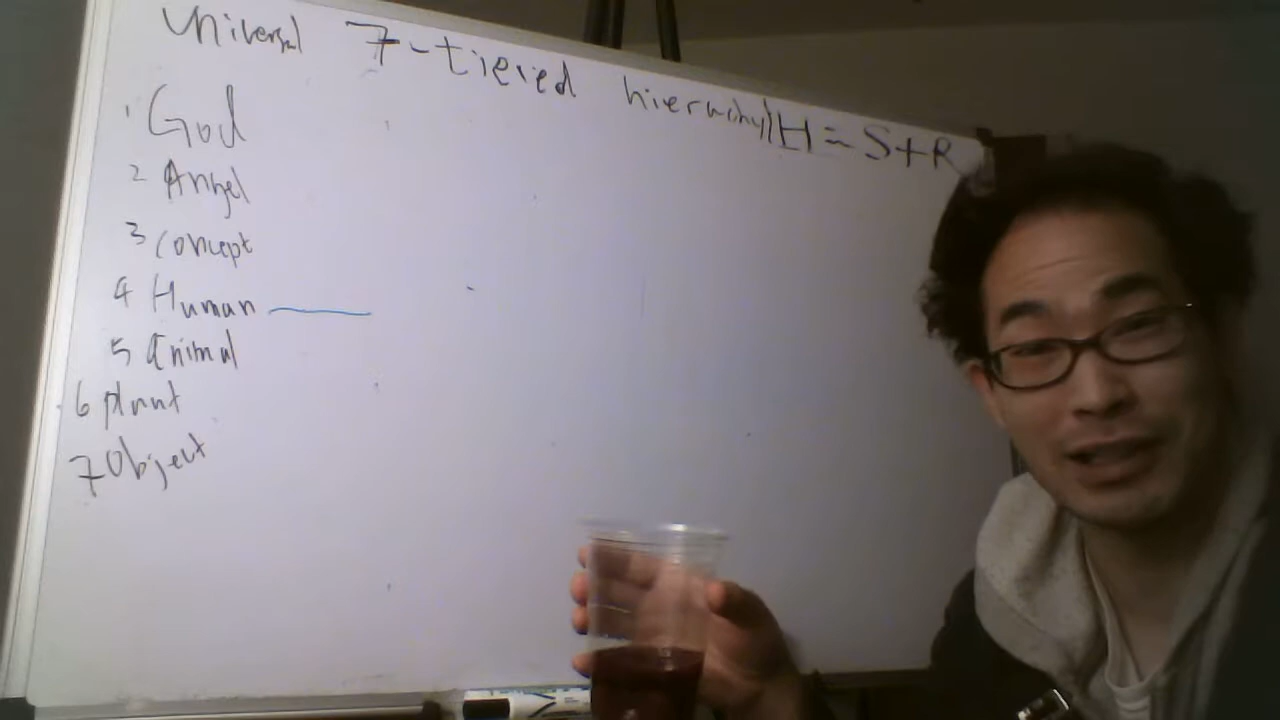 Universal 7-tiered hierarchy H = S+R
1 God
2 Angel
3 concept
4 Human
5 Animal
6 plant
7 Object